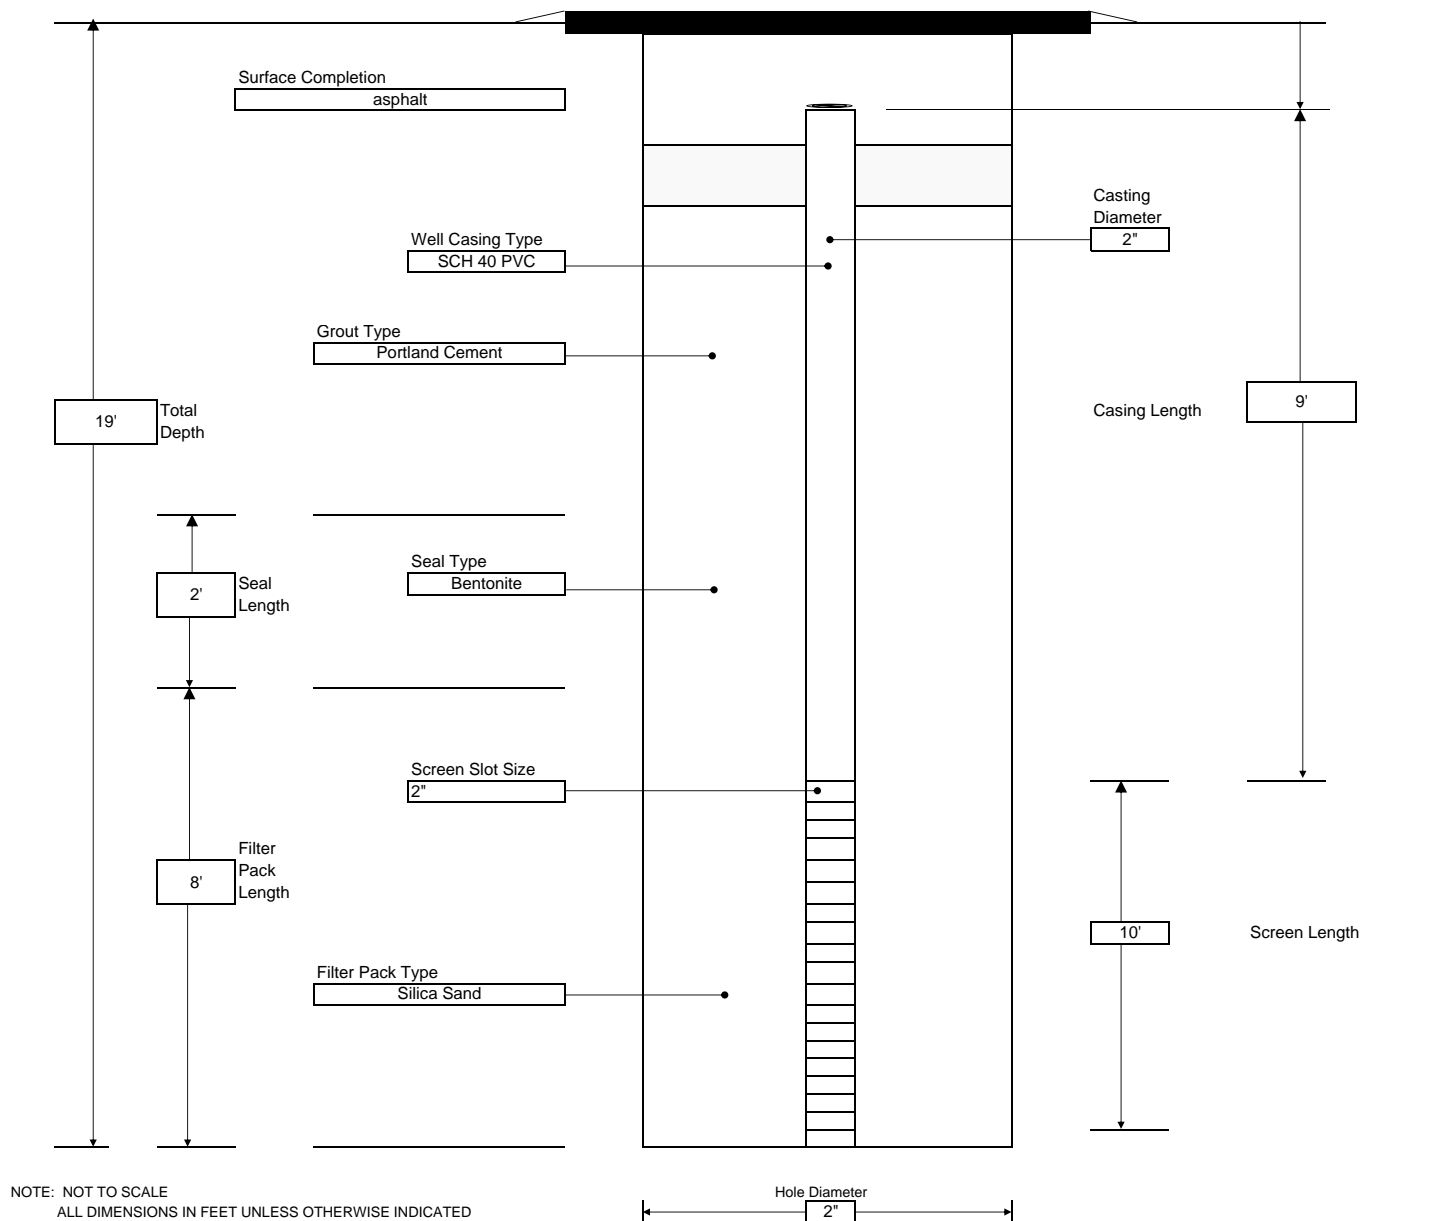 Surface Completion
asphalt
Casting
Diameter
2"
Well Casing Type
SCH 40 PVC
Grout Type
Portland Cement
19'
Total
Depth
Casing Length
9'
Seal Type
Bentonite
2'
Seal
Length
Screen Slot Size
2"
Filter
Pack
Length
8'
10'
Screen Length
Filter Pack Type
Silica Sand
NOTE:  NOT TO SCALE
ALL DIMENSIONS IN FEET UNLESS OTHERWISE INDICATED
Hole Diameter
2"